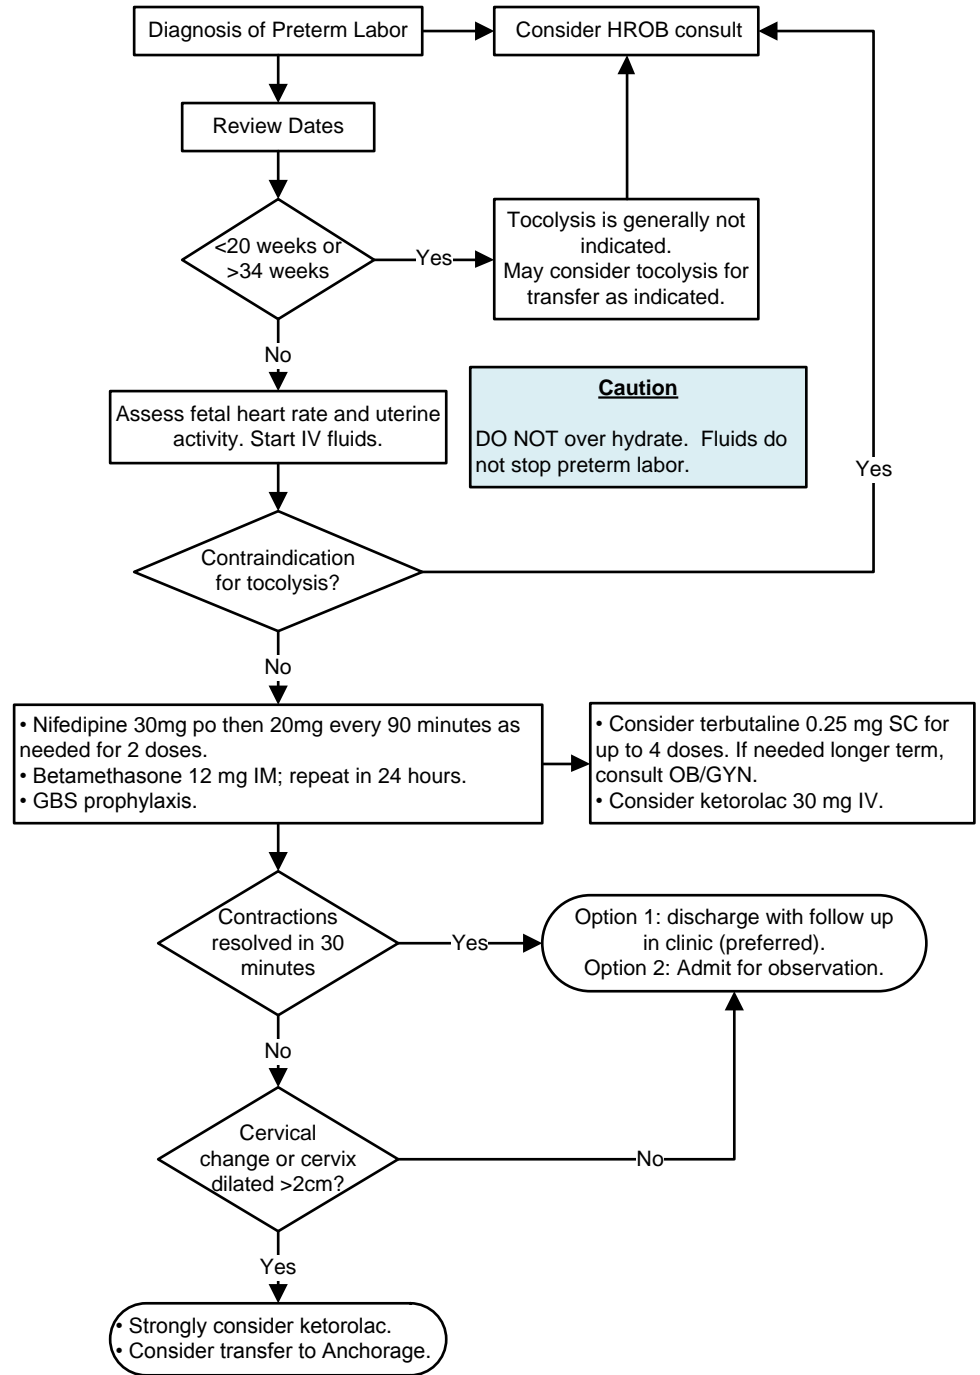 Diagnosis of Preterm Labor
Consider HROB consult
Review Dates
<20 weeks or
>34 weeks
Yes
Tocolysis is generally not
indicated.
May consider tocolysis for
transfer as indicated.
No
Assess fetal heart rate and uterine
activity. Start IV fluids.
Caution
DO NOT over hydrate. Fluids do
not stop preterm labor.
Yes
Contraindication
for tocolysis?
No
• Nifedipine 30mg po then 20mg every 90 minutes as
needed for 2 doses.
• Betamethasone 12 mg IM; repeat in 24 hours.
• GBS prophylaxis.
• Consider terbutaline 0.25 mg SC for
up to 4 doses. If needed longer term,
consult OB/GYN.
• Consider ketorolac 30 mg IV.
Contractions
resolved in 30
minutes
Yes
Option 1: discharge with follow up
in clinic (preferred).
Option 2: Admit for observation.
No
Cervical
change or cervix
dilated >2cm?
No
Yes
• Strongly consider ketorolac.
• Consider transfer to Anchorage.